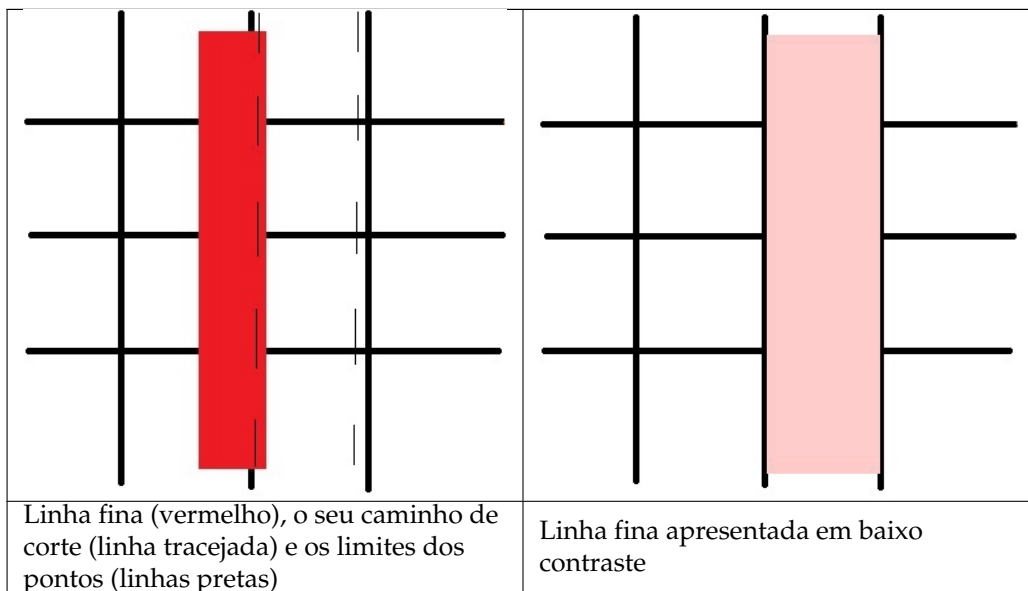 Linha fina (vermelho), o seu caminho de
corte (linha tracejada) e os limites dos
pontos (linhas pretas)
Linha fina apresentada em baixo
contraste